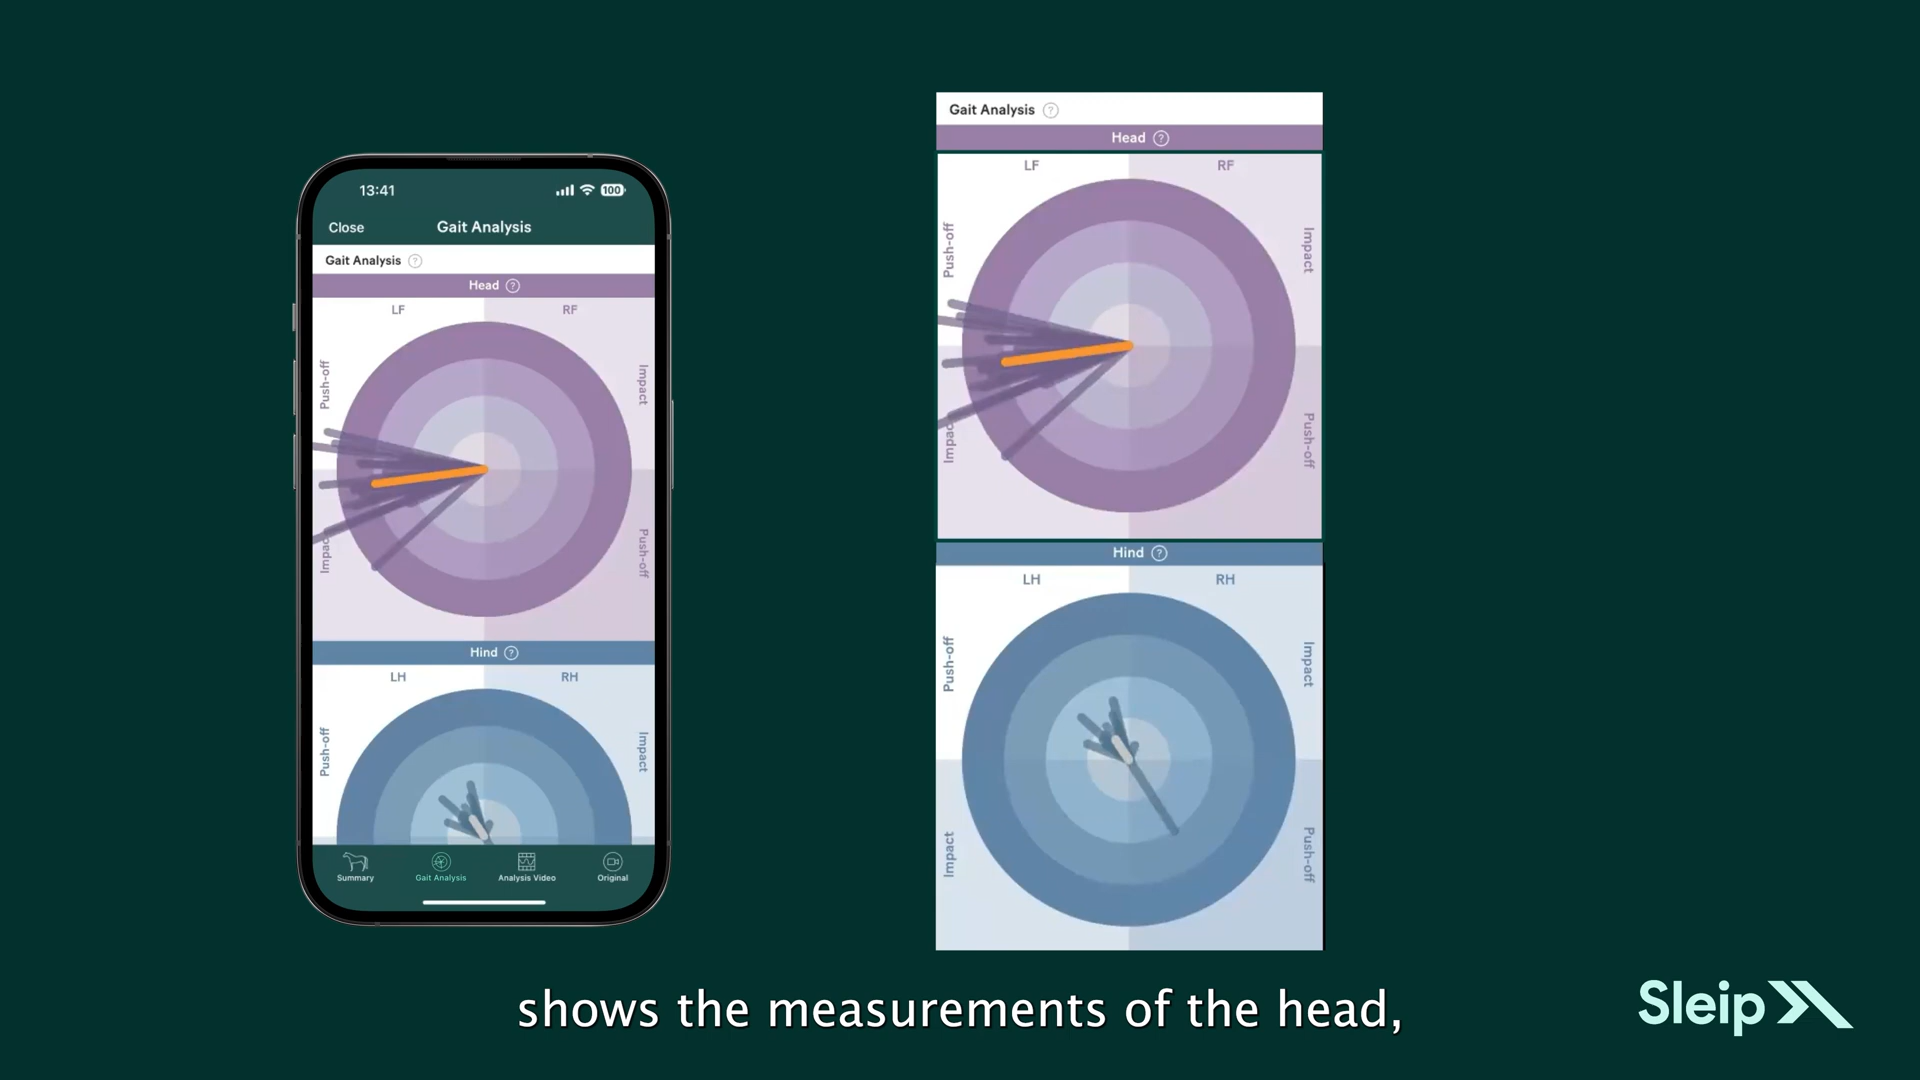 13:41
100
Close
Gait Analysis
Gait Analysis ?
Head ?
LF
RF
Push-off
Impact
Impac
Push-off
Hind ?
LH
RH
Push-off
Impact
Summary
Gait Analysis
Analysis Video
Original
Gait Analysis ?
Head ?
LF
RF
Push-off
Impact
Impac
Push-off
Hind ?
LH
RH
Push-off
Impact
Impact
Push-off
shows the measurements of the head,
Sleip